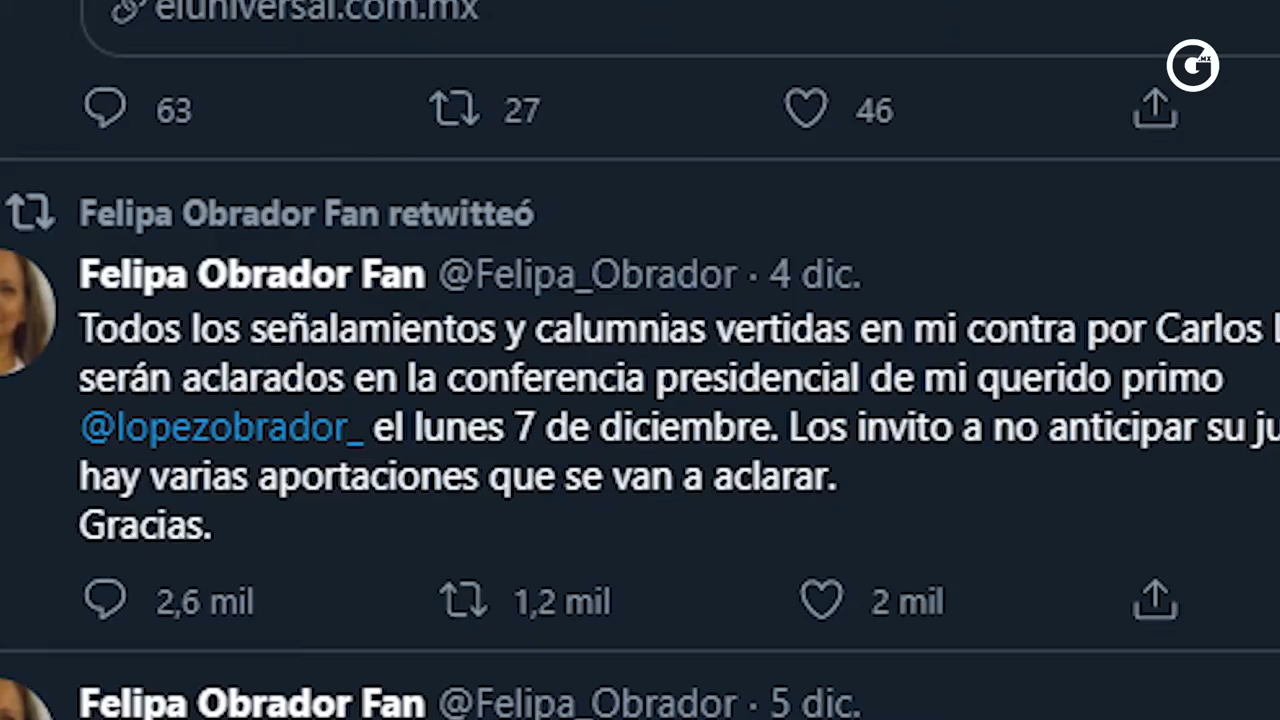 eluniversal.com.mx
G.MX
63 27 46
Felipa Obrador Fan retwitteó
Felipa Obrador Fan @Felipa_Obrador · 4 dic.
Todos los señalamientos y calumnias vertidas en mi contra por Carlos
serán aclarados en la conferencia presidencial de mi querido primo
@lopezobrador_ el lunes 7 de diciembre. Los invito a no anticipar su
hay varias aportaciones que se van a aclarar.
Gracias.
2,6 mil 1,2 mil 2 mil
Felipa Obrador Fan @Felipa_Obrador · 5 dic.